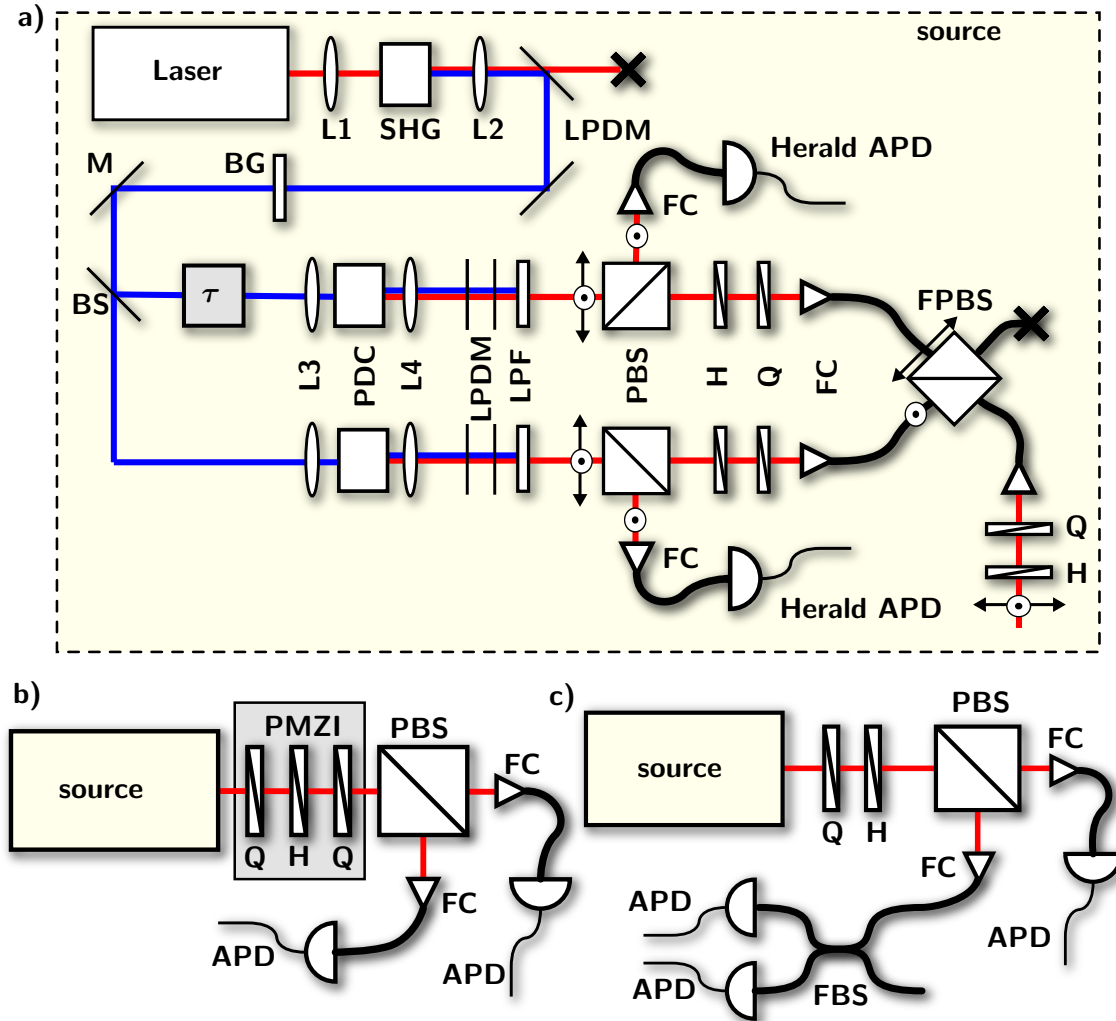 a)
source
Laser
L1
SHG
L2
LPDM
M
BG
Herald APD
FC
BS
τ
L3
PDC
L4
LPDM
LPF
PBS
H
Q
FC
FPBS
FC
Herald APD
Q
H
b)
source
PMZI
Q
H
Q
PBS
FC
FC
APD
APD
c)
source
Q
H
PBS
FC
FC
APD
APD
FBS
APD